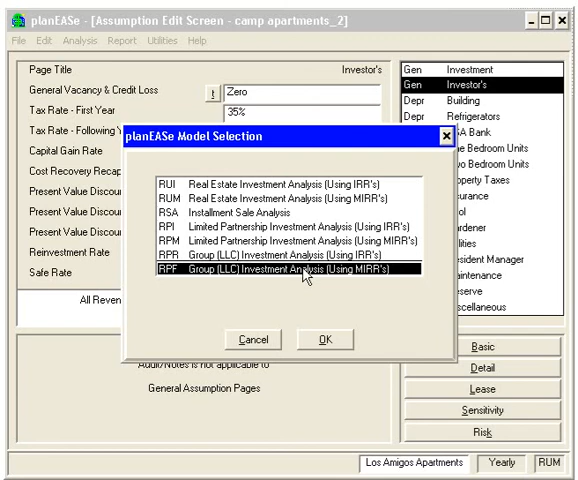 planEASe - [Assumption Edit Screen - camp apartments_2]
File Edit Analysis Report Utilities Help
Page Title Investor's
General Vacancy & Credit Loss ! Zero
Tax Rate - First Year 35%
Tax Rate - Following Y
Capital Gain Rate
Cost Recovery Recap
Present Value Discou
Present Value Discou
Present Value Discou
Reinvestment Rate
Safe Rate
All Reven
Gen Investment
Gen Investor's
Depr Building
Depr Refrigerators
A Bank
e Bedroom Units
o Bedroom Units
operty Taxes
surance
ol
ardener
ilities
esident Manager
aintenance
eserve
scellaneous
planEASe Model Selection
RUI Real Estate Investment Analysis (Using IRR's)
RUM Real Estate Investment Analysis (Using MIRR's)
RSA Installment Sale Analysis
RPI Limited Partnership Investment Analysis (Using IRR's)
RPM Limited Partnership Investment Analysis (Using MIRR's)
RPR Group (LLC) Investment Analysis (Using IRR's)
RPF Group (LLC) Investment Analysis (Using MIRR's)
Cancel OK
Audit/Notes is not applicable to
General Assumption Pages
Basic
Detail
Lease
Sensitivity
Risk
Los Amigos Apartments Yearly RUM